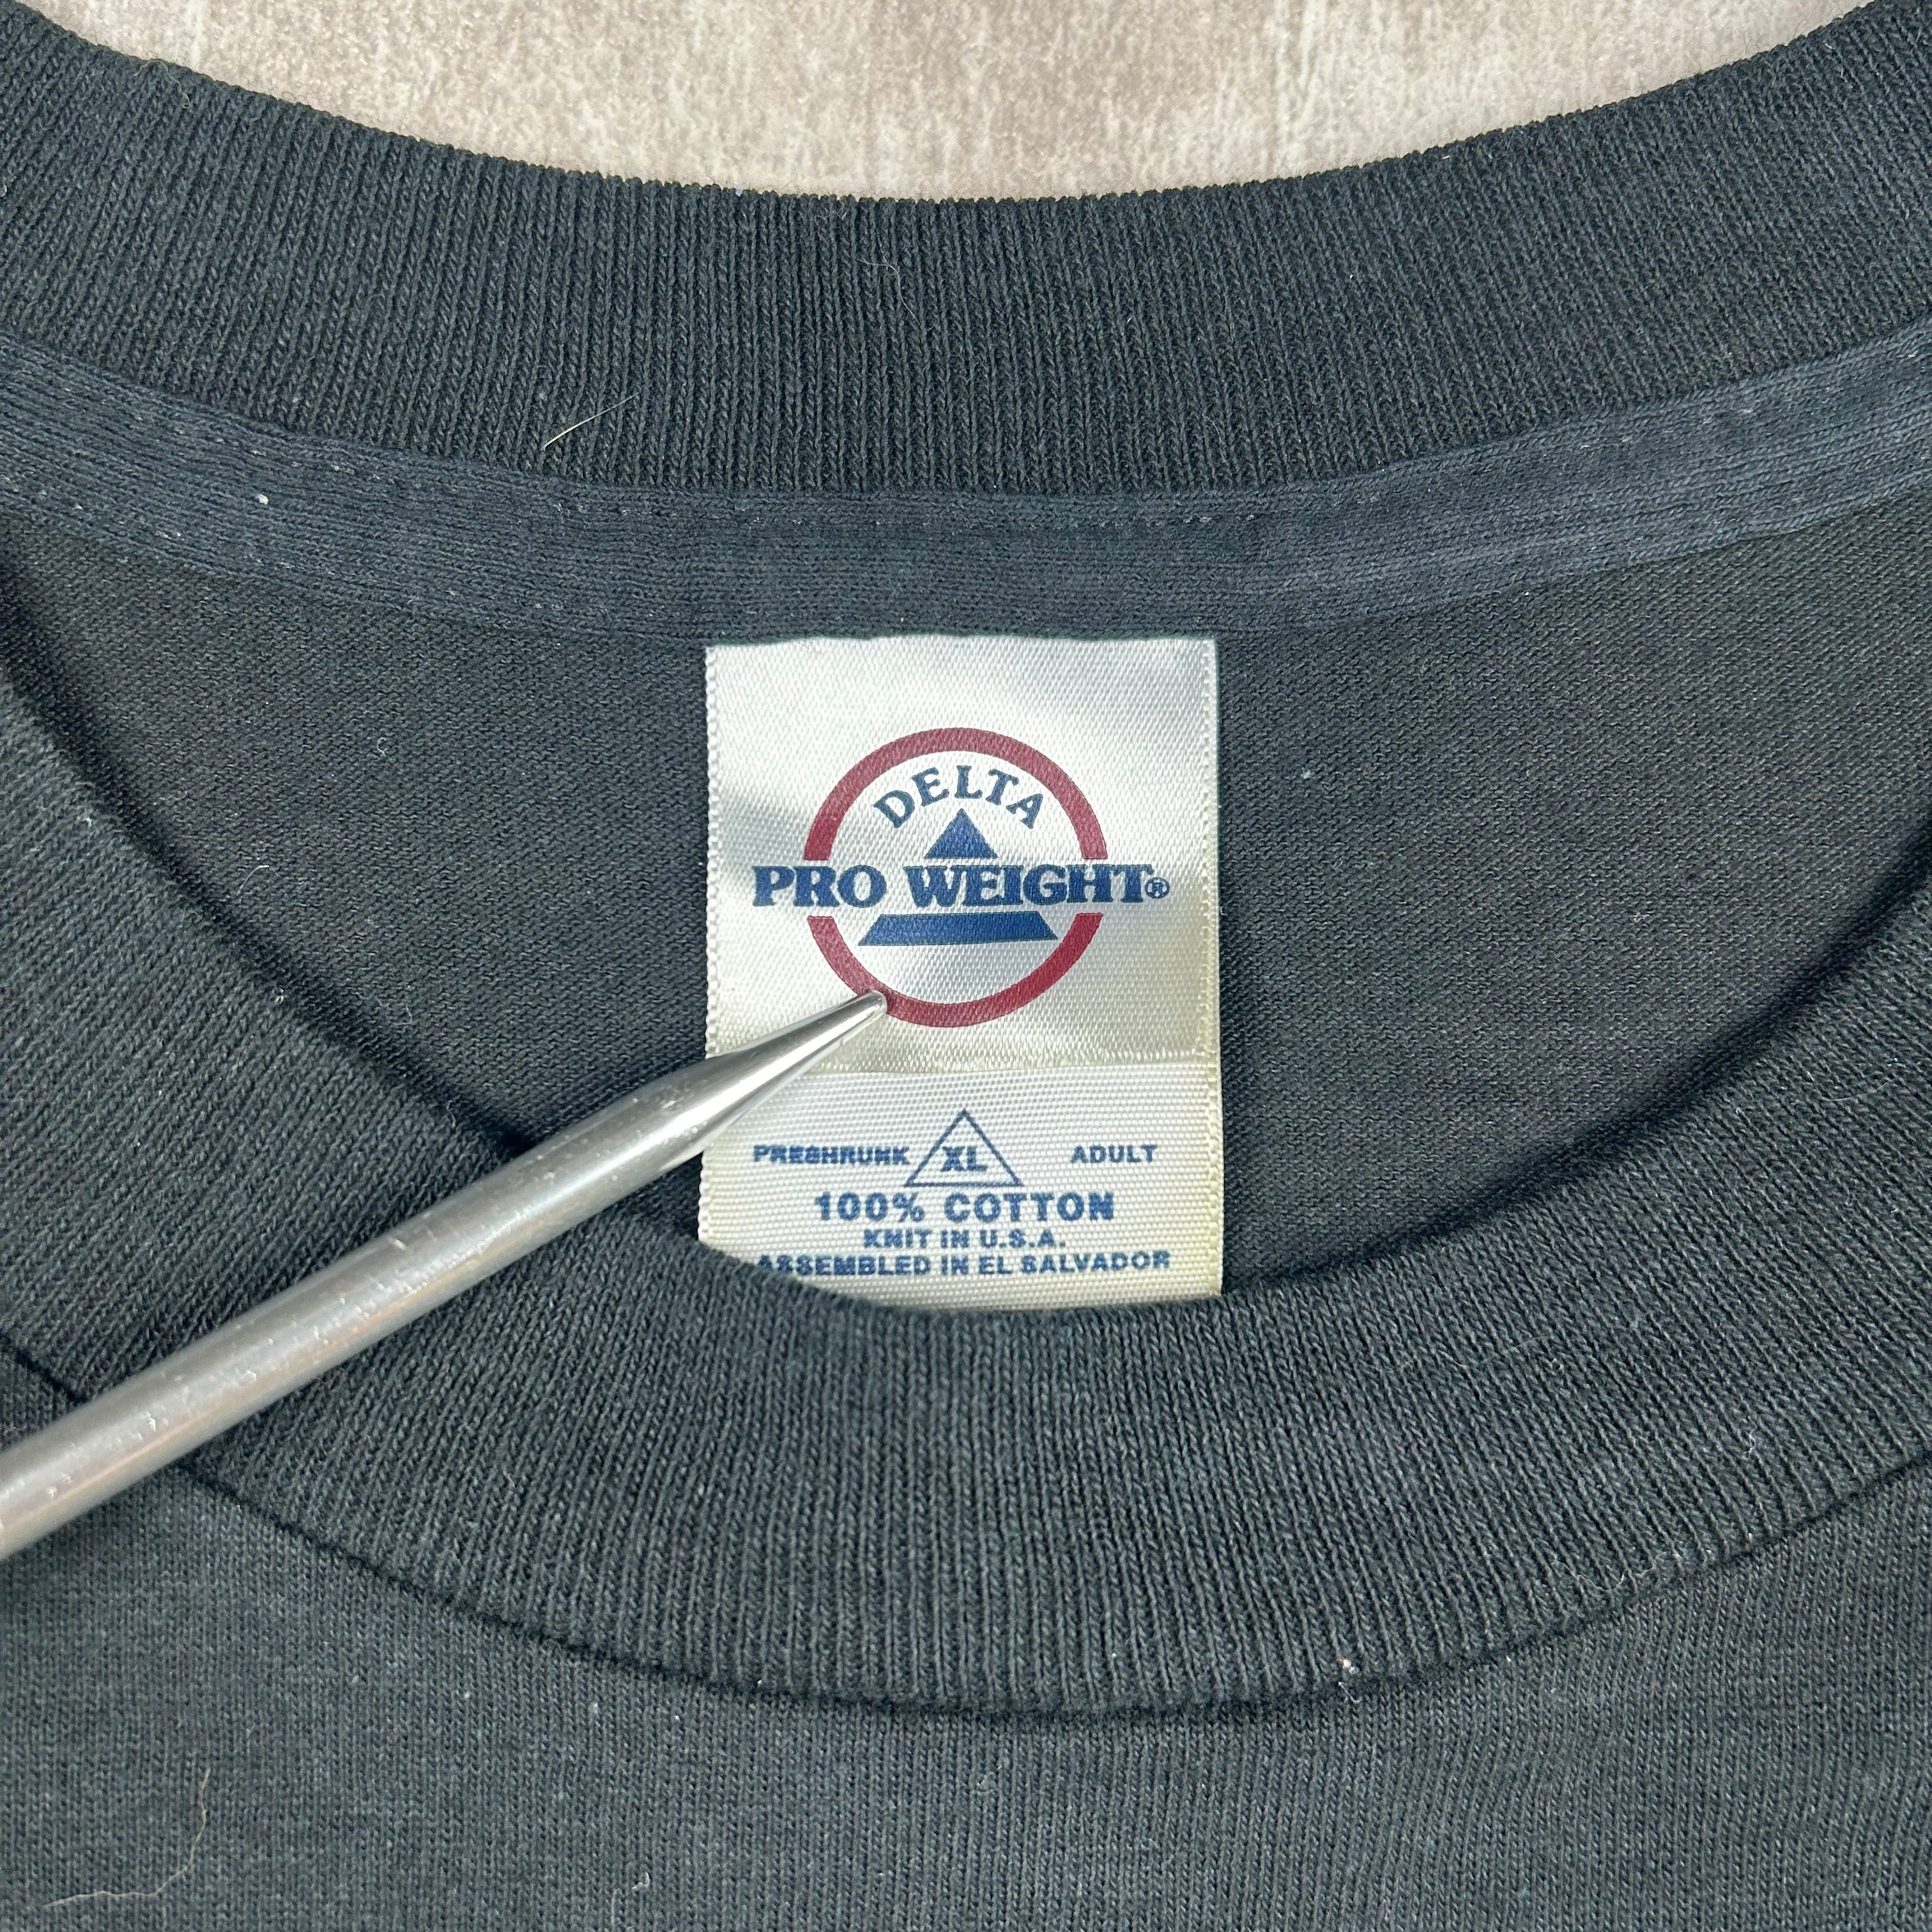 DELTA
PRO WEIGHT®
PRESHRUNK XL ADULT
100% COTTON
KNIT IN U.S.A.
ASSEMBLED IN EL SALVADOR